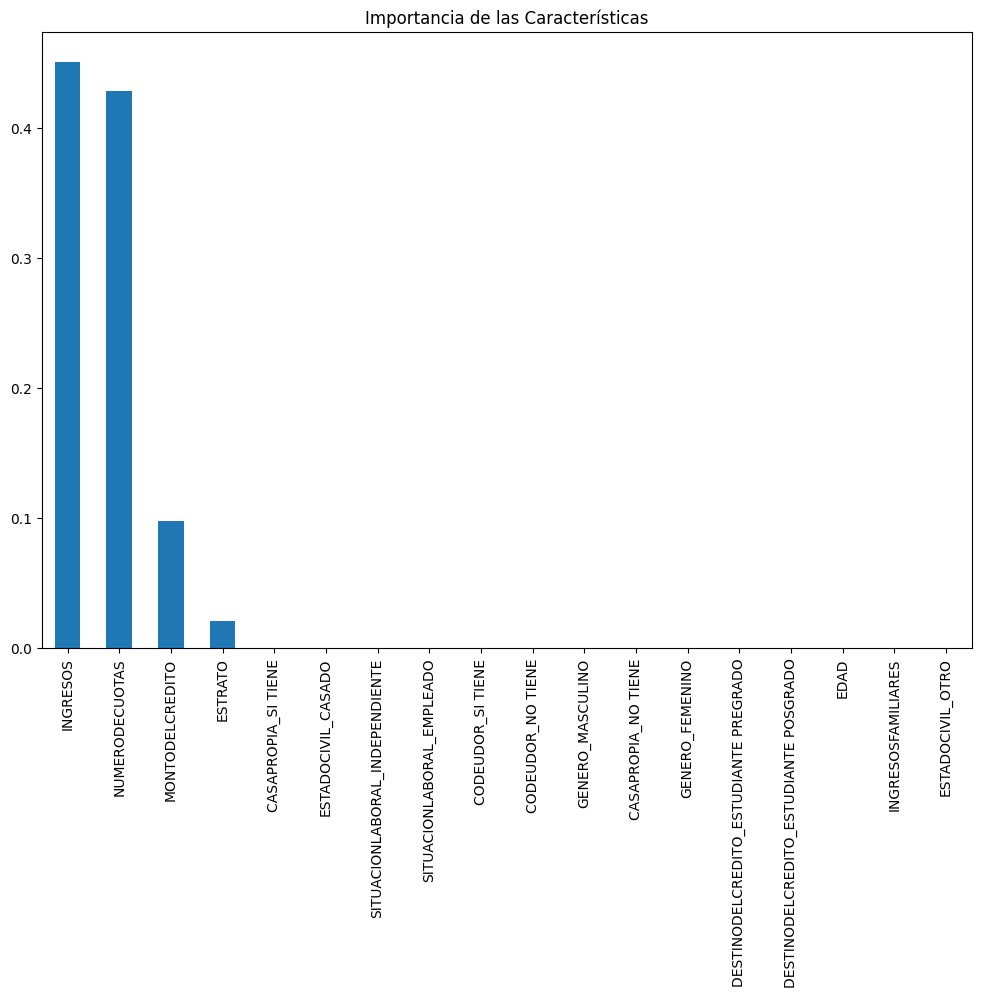 Importancia de las Características
0.4
0.3
0.2
0.1
0.0
INGRESOS
NUMERODECUOTAS
MONTODELCREDITO
ESTRATO
CASAPROPIA_SI TIENE
ESTADOCIVIL_CASADO
SITUACIONLABORAL_INDEPENDIENTE
SITUACIONLABORAL_EMPLEADO
CODEUDOR_SI TIENE
CODEUDOR_NO TIENE
GENERO_MASCULINO
CASAPROPIA_NO TIENE
GENERO_FEMENINO
DESTINODELCREDITO_ESTUDIANTE PREGRADO
DESTINODELCREDITO_ESTUDIANTE POSGRADO
EDAD
INGRESOSFAMILIARES
ESTADOCIVIL_OTRO